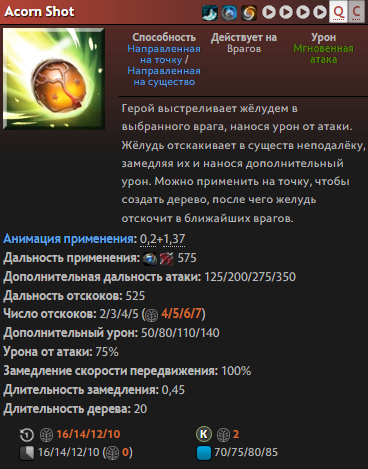 Acorn Shot
Q C
Способность Действует на Урон
Направленная на точку / Направленная на существо
Врагов
Мгновенная атака
Герой выстреливает жёлудем в
выбранного врага, нанося урон от атаки.
Жёлудь отскакивает в существ неподалёку,
замедляя их и нанося дополнительный
урон. Можно применить на точку, чтобы
создать дерево, после чего желудь
отскочит в ближайших врагов.
Анимация применения: 0,2+1,37
Дальность применения: 575
Дополнительная дальность атаки: 125/200/275/350
Дальность отскоков: 525
Число отскоков: 2/3/4/5 ( 4/5/6/7)
Дополнительный урон: 50/80/110/140
Урона от атаки: 75%
Замедление скорости передвижения: 100%
Длительность замедления: 0,45
Длительность дерева: 20
16/14/12/10 K 2
16/14/12/10 ( 0) 70/75/80/85